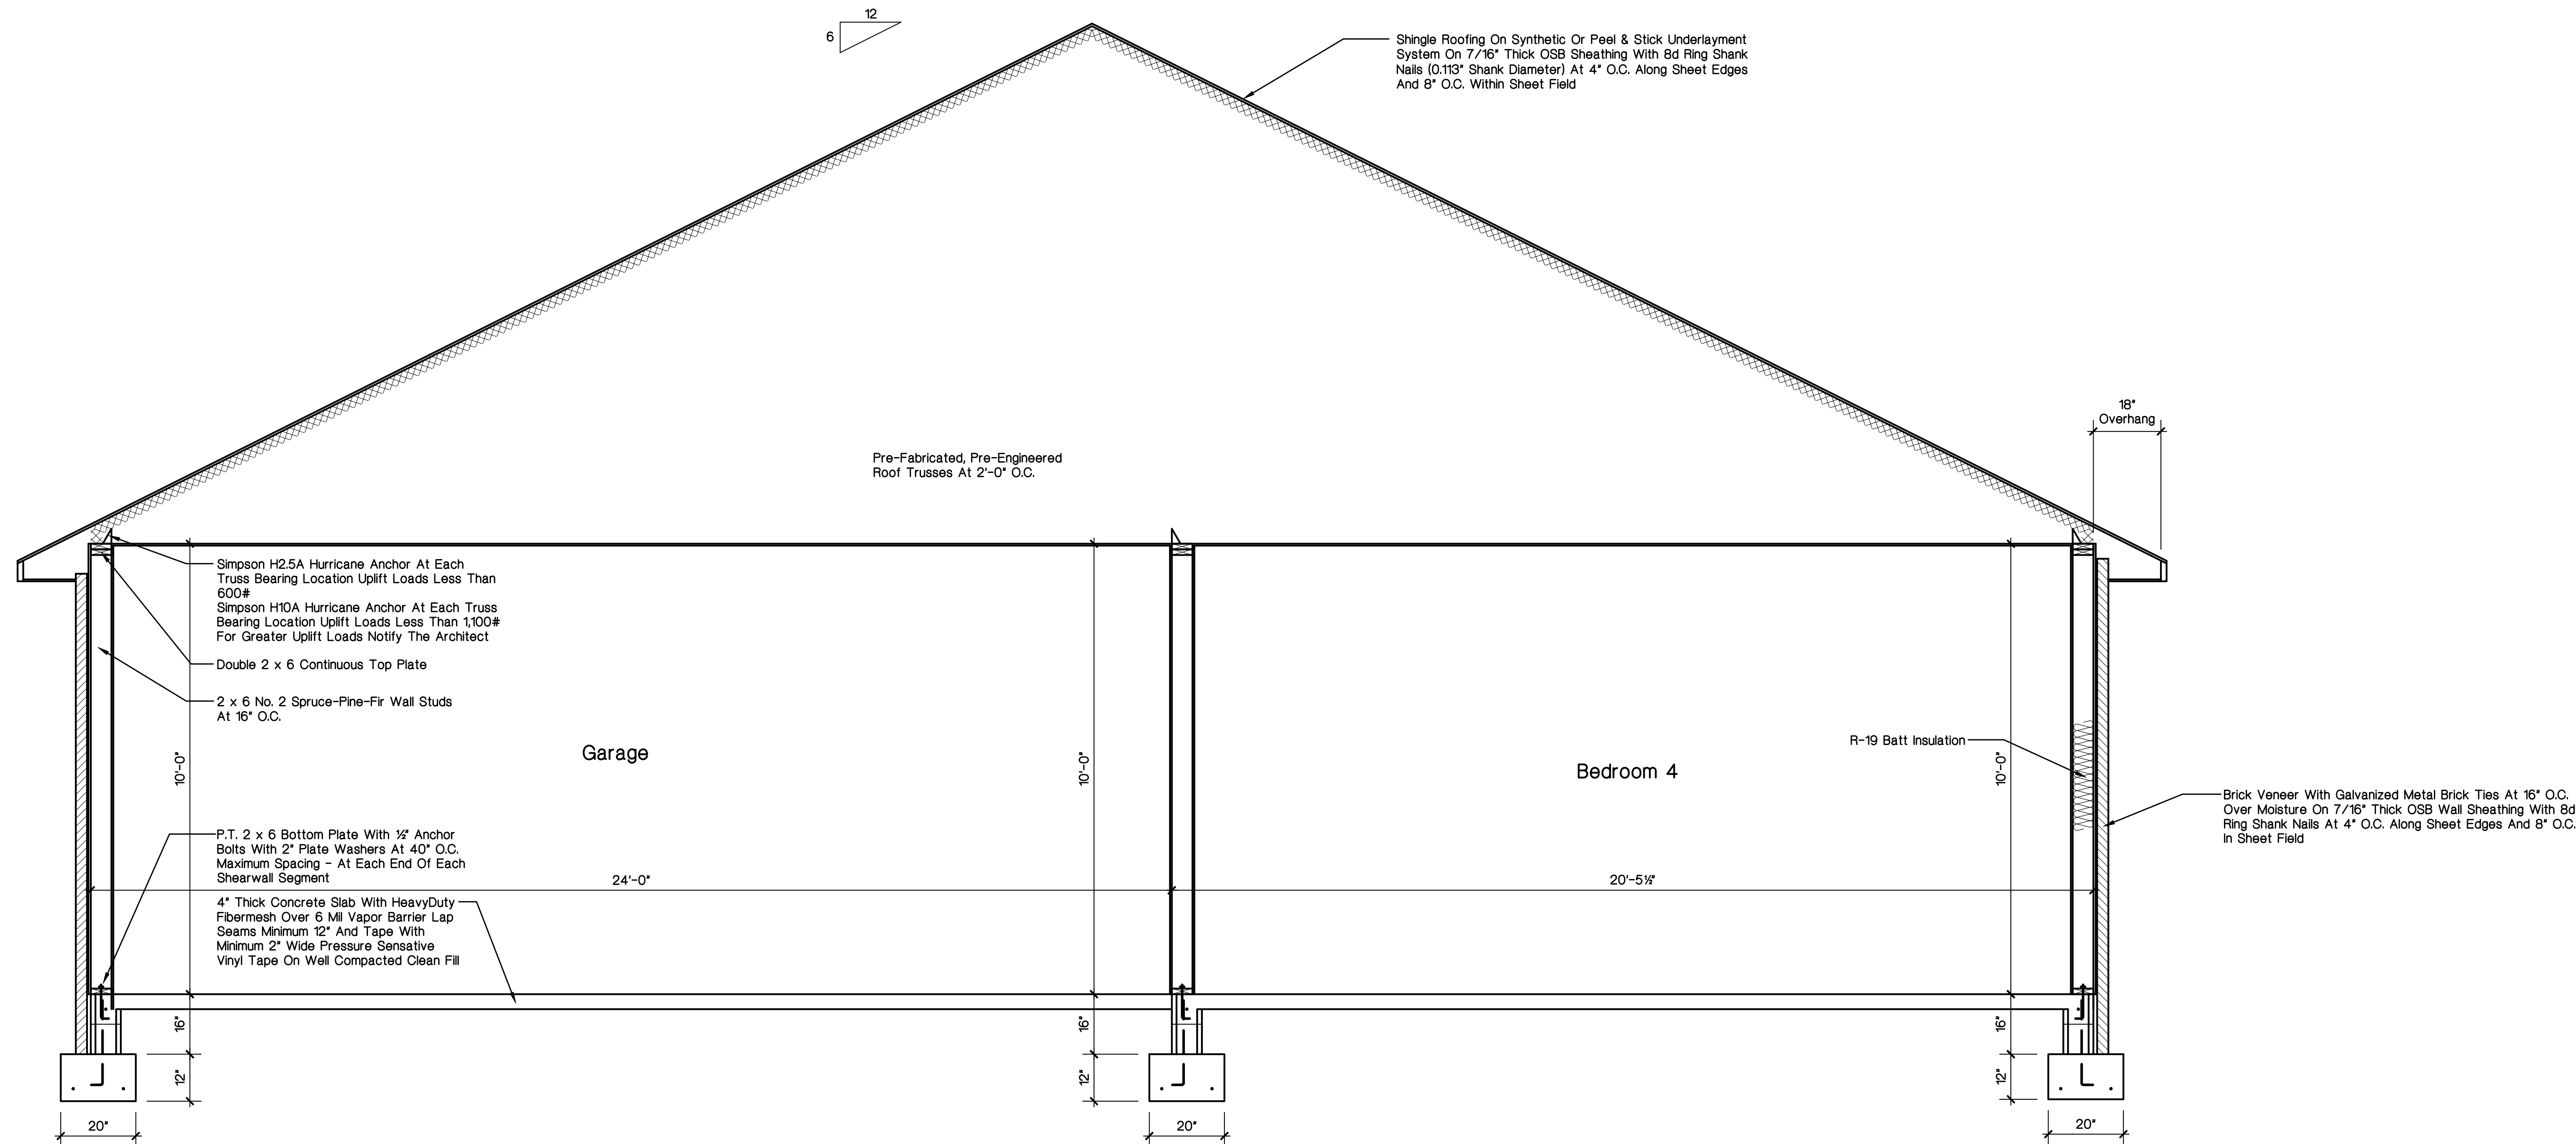 12
6
Shingle Roofing On Synthetic Or Peel & Stick Underlayment
System On 7/16" Thick OSB Sheathing With 8d Ring Shank
Nails (0.113" Shank Diameter) At 4" O.C. Along Sheet Edges
And 8" O.C. Within Sheet Field
18"
Overhang
Pre-Fabricated, Pre-Engineered
Roof Trusses At 2'-0" O.C.
Simpson H2.5A Hurricane Anchor At Each
Truss Bearing Location Uplift Loads Less Than
600#
Simpson H10A Hurricane Anchor At Each Truss
Bearing Location Uplift Loads Less Than 1,100#
For Greater Uplift Loads Notify The Architect
Double 2 x 6 Continuous Top Plate
2 x 6 No. 2 Spruce-Pine-Fir Wall Studs
At 16" O.C.
10'-0"
Garage
10'-0"
Bedroom 4
R-19 Batt Insulation
10'-0"
Brick Veneer With Galvanized Metal Brick Ties At 16" O.C.
Over Moisture On 7/16" Thick OSB Wall Sheathing With 8d
Ring Shank Nails At 4" O.C. Along Sheet Edges And 8" O.C.
In Sheet Field
P.T. 2 x 6 Bottom Plate With ½" Anchor
Bolts With 2" Plate Washers At 40" O.C.
Maximum Spacing - At Each End Of Each
Shearwall Segment
24'-0"
20'-5½"
4" Thick Concrete Slab With HeavyDuty
Fibermesh Over 6 Mil Vapor Barrier Lap
Seams Minimum 12" And Tape With
Minimum 2" Wide Pressure Sensative
Vinyl Tape On Well Compacted Clean Fill
16"
16"
16"
12"
12"
12"
20"
20"
20"